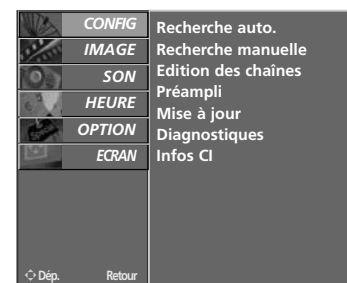 CONFIG
IMAGE
SON
HEURE
OPTION
ECRAN
Recherche auto.
Recherche manuelle
Edition des chaînes
Préampli
Mise à jour
Diagnostiques
Infos CI
Dép. Retour